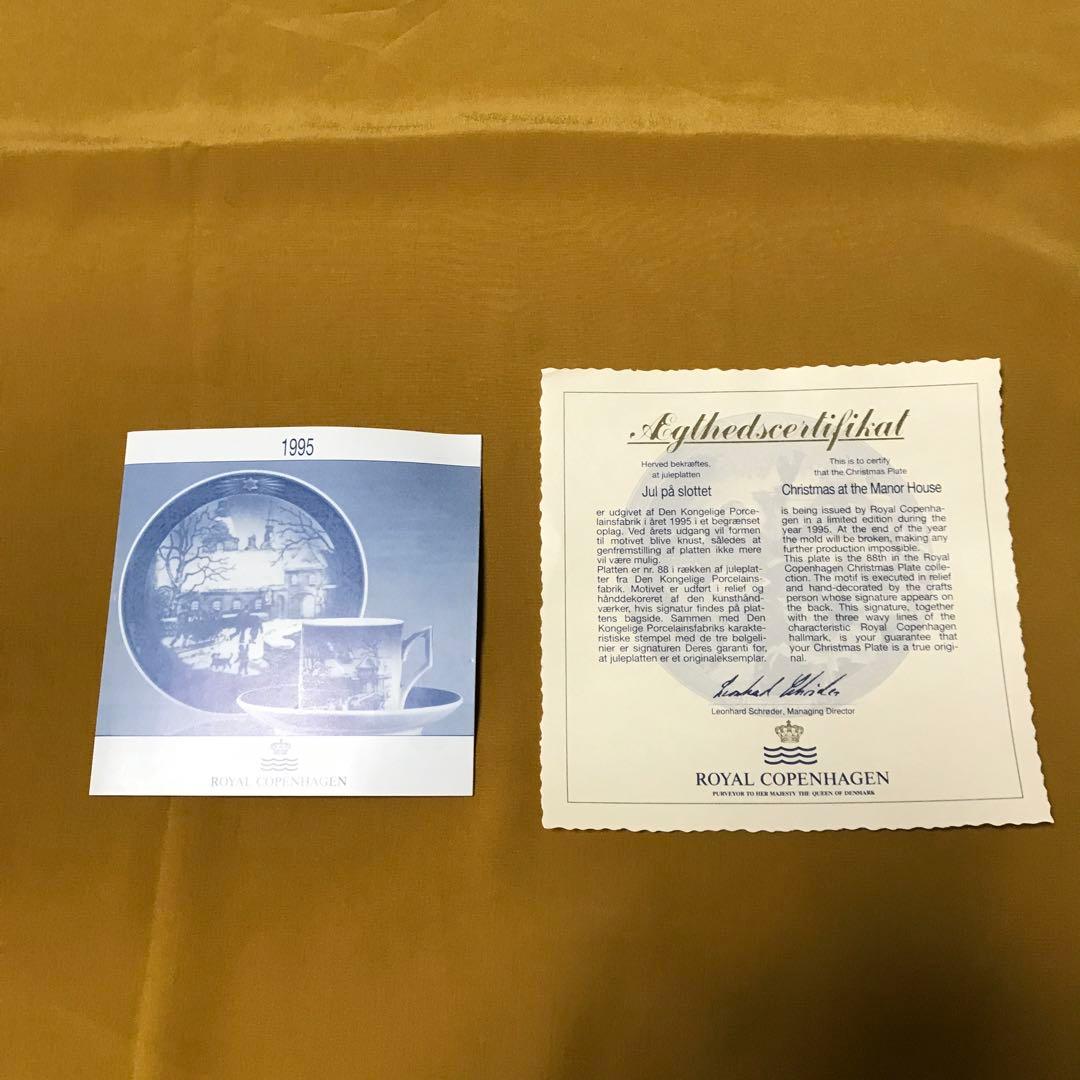 1995
ROYAL COPENHAGEN
Ægthedscertifikat
Herved bekræftes,
at juleplatten
Jul på slottet
er udgivet af Den Kongelige Porce-
lainsfabrik i året 1995 i et begrænset
oplag. Ved årets udgang vil formen
til motivet blive knust, således at
genfremstilling af platten ikke mere
vil være mulig.
Platten er nr. 88 i rækken af juleplat-
ter fra Den Kongelige Porcelains-
fabrik. Motivet er udført i relief og
hånddekoreret af den kunsthånd-
værker, hvis signatur findes på plat-
tens bagside. Sammen med Den
Kongelige Porcelainsfabriks karakte-
ristiske stempel med de tre bølgeli-
nier er signaturen Deres garanti for,
at juleplatten er et originaleksemplar.
This is to certify
that the Christmas Plate
Christmas at the Manor House
is being issued by Royal Copenha-
gen in a limited edition during the
year 1995. At the end of the year
the mold will be broken, making any
further production impossible.
This plate is the 88th in the Royal
Copenhagen Christmas Plate colle-
ction. The motif is executed in relief
and hand-decorated by the crafts
person whose signature appears on
the back. This signature, together
with the three wavy lines of the
characteristic Royal Copenhagen
hallmark, is your guarantee that
your Christmas Plate is a true origi-
nal.
Leonhard Schrøder
Leonhard Schrøder, Managing Director
ROYAL COPENHAGEN
PURVEYOR TO HER MAJESTY THE QUEEN OF DENMARK